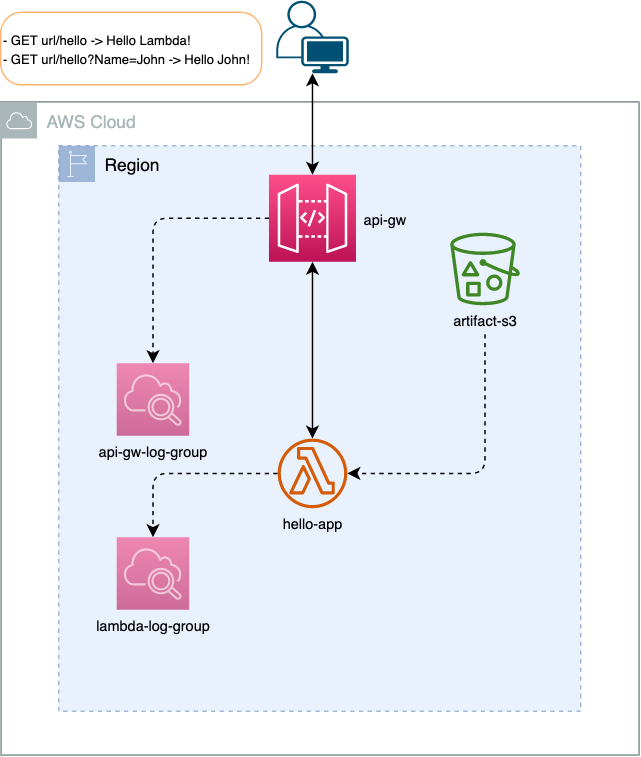 - GET url/hello -> Hello Lambda!
- GET url/hello?Name=John -> Hello John!
AWS Cloud
Region
</>
api-gw
artifact-s3
api-gw-log-group
hello-app
lambda-log-group